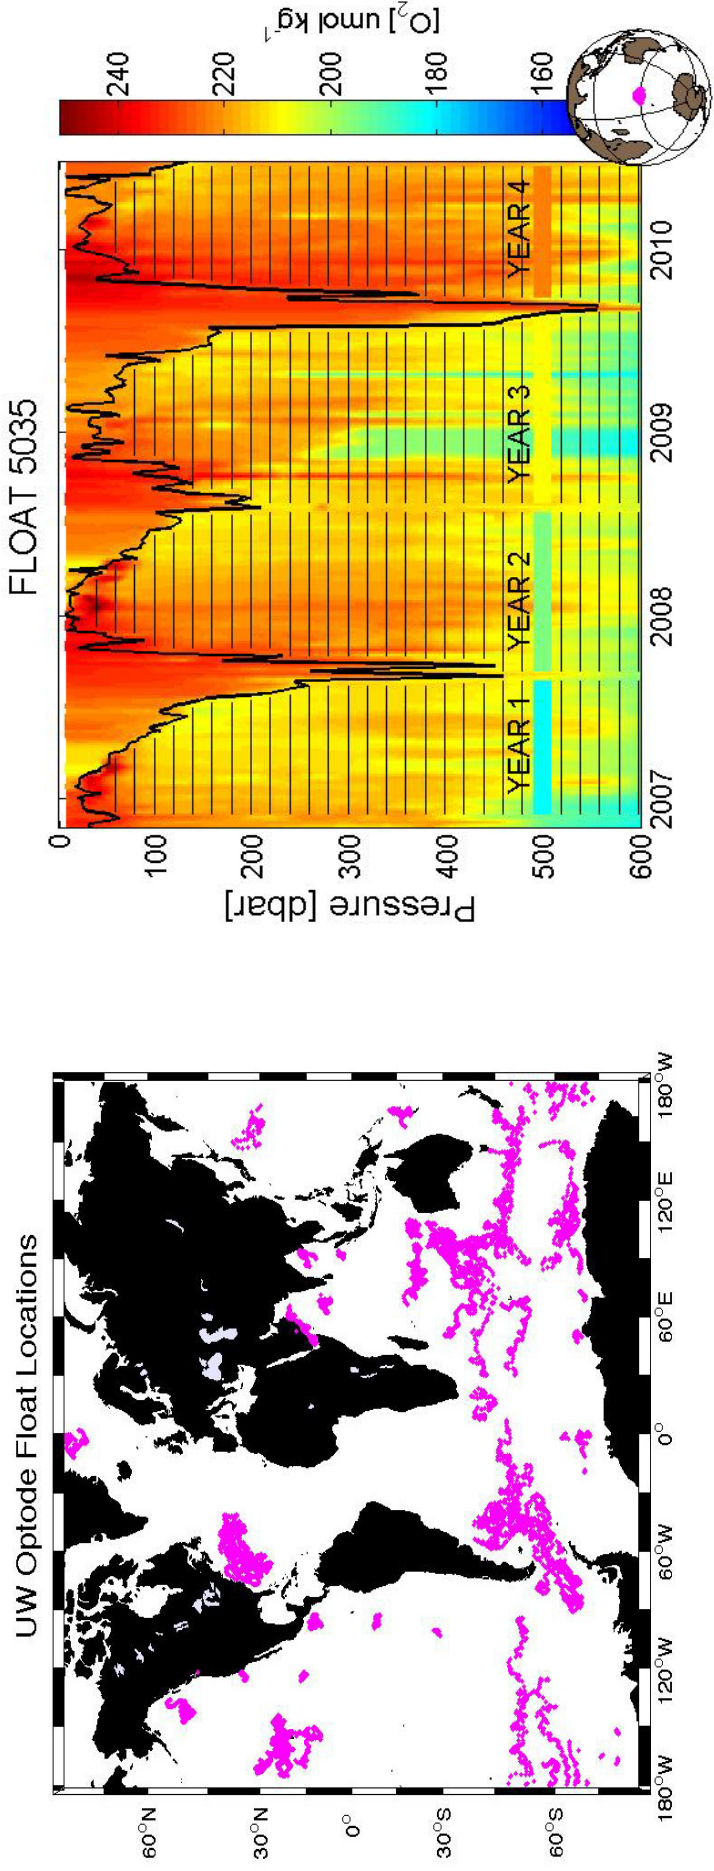 UW Optode Float Locations
60°N
30°N
0°
30°S
60°S
180°W
120°W
60°W
0°
60°E
120°E
180°W
FLOAT 5035
Pressure [dbar]
0
100
200
300
400
500
600
YEAR 1
YEAR 2
YEAR 3
YEAR 4
2007
2008
2009
2010
240
220
200
180
160
[O₂] umol kg⁻¹